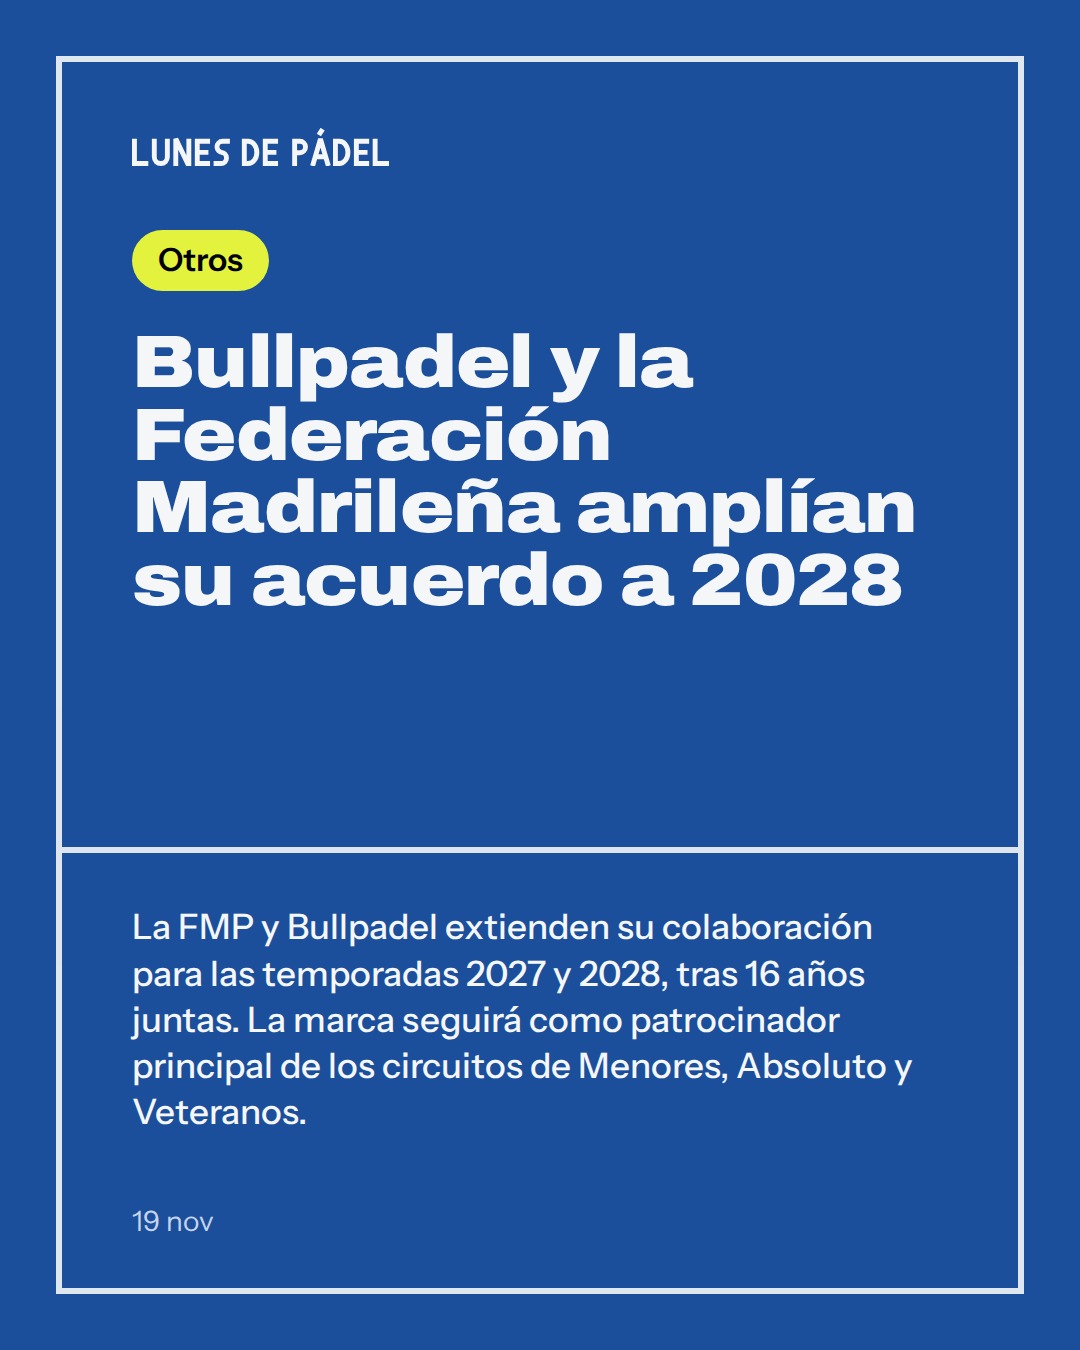 LUNES DE PÁDEL
Otros
Bullpadel y la
Federación
Madrileña amplían
su acuerdo a 2028
La FMP y Bullpadel extienden su colaboración
para las temporadas 2027 y 2028, tras 16 años
juntas. La marca seguirá como patrocinador
principal de los circuitos de Menores, Absoluto y
Veteranos.
19 nov